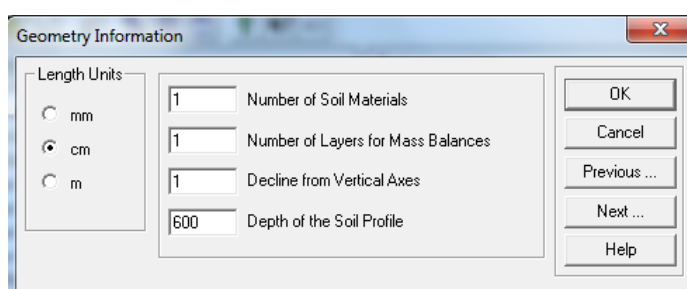 Geometry Information
Length Units
mm
cm
m
1 Number of Soil Materials
1 Number of Layers for Mass Balances
1 Decline from Vertical Axes
600 Depth of the Soil Profile
OK
Cancel
Previous ...
Next ...
Help